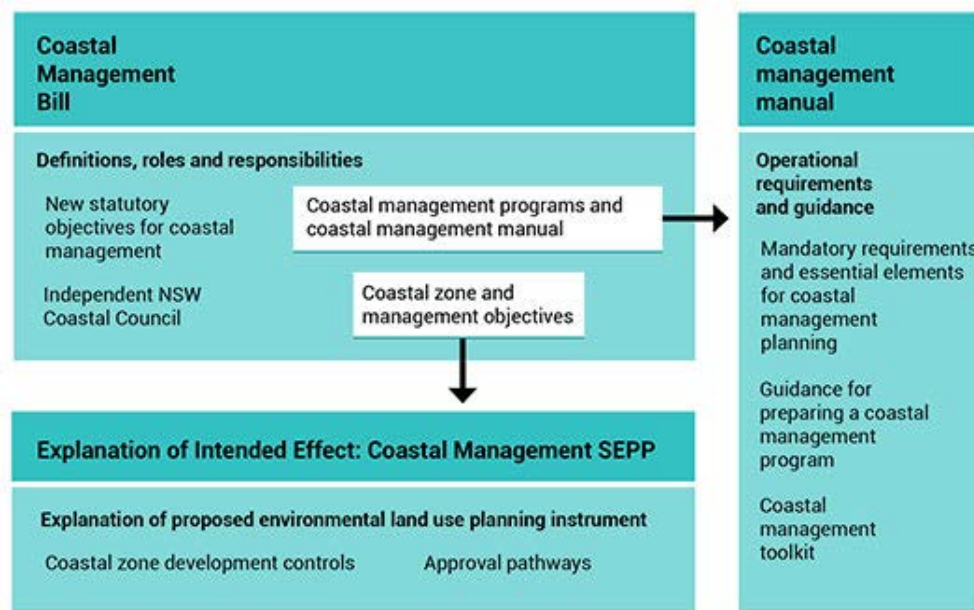 Coastal
Management
Bill
Definitions, roles and responsibilities
New statutory
objectives for coastal
management
Independent NSW
Coastal Council
Coastal management programs and
coastal management manual
Coastal zone and
management objectives
Explanation of Intended Effect: Coastal Management SEPP
Explanation of proposed environmental land use planning instrument
Coastal zone development controls
Approval pathways
Coastal
management
manual
Operational
requirements
and guidance
Mandatory requirements
and essential elements
for coastal
management
planning
Guidance for
preparing a coastal
management
program
Coastal
management
toolkit